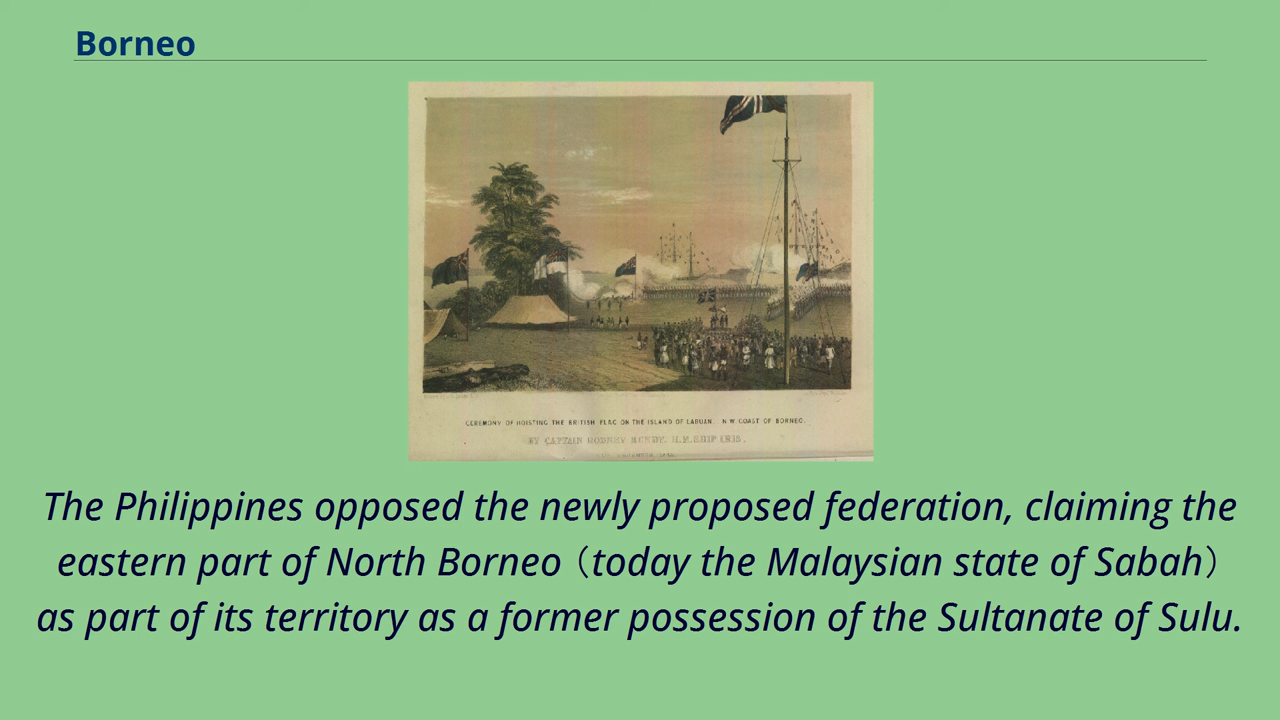 Borneo
CEREMONY OF HOISTING THE BRITISH FLAG ON THE ISLAND OF LABUAN. N.W. COAST OF BORNEO.
BY CAPTAIN RODNEY MUNDY. H.M. SHIP IRIS.
The Philippines opposed the newly proposed federation, claiming the
eastern part of North Borneo（today the Malaysian state of Sabah）
as part of its territory as a former possession of the Sultanate of Sulu.